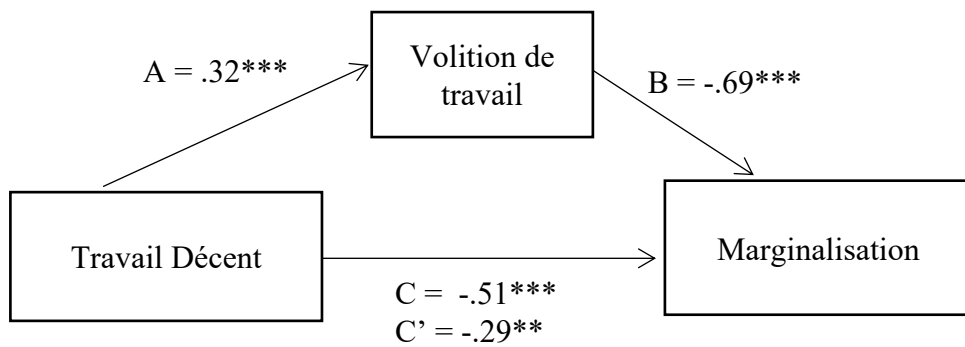 A = .32***
Volition de
travail
B = -.69***
Travail Décent
Marginalisation
C =  -.51***
C’ = -.29**